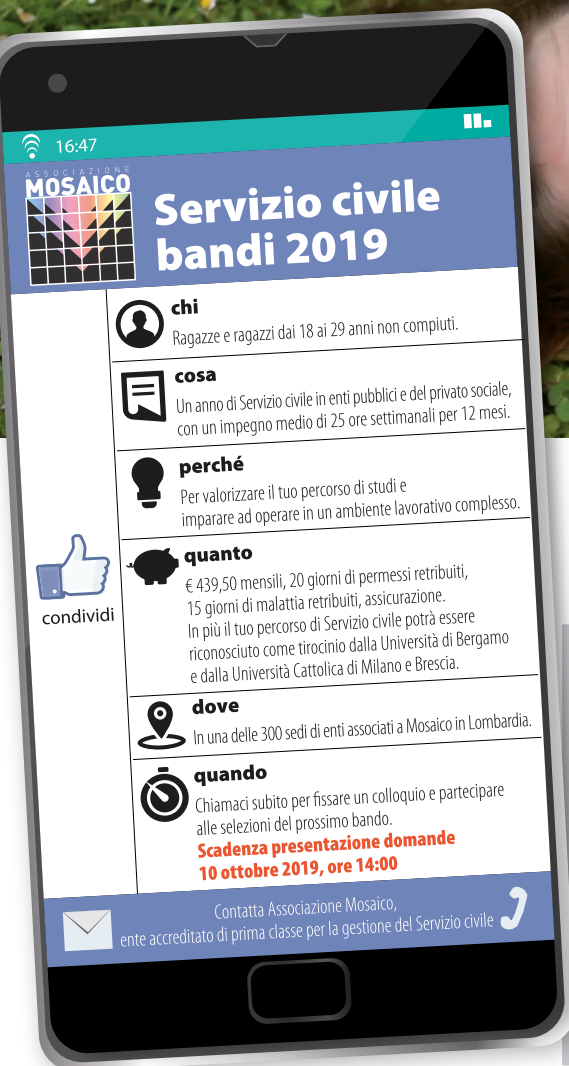 16:47
ASSOCIAZIONE
MOSAICO
Servizio civile
bandi 2019
chi
Ragazze e ragazzi dai 18 ai 29 anni non compiuti.
cosa
Un anno di Servizio civile in enti pubblici e del privato sociale,
con un impegno medio di 25 ore settimanali per 12 mesi.
perché
Per valorizzare il tuo percorso di studi e
imparare ad operare in un ambiente lavorativo complesso.
condividi
quanto
€ 439,50 mensili, 20 giorni di permessi retribuiti,
15 giorni di malattia retribuiti, assicurazione.
In più il tuo percorso di Servizio civile potrà essere
riconosciuto come tirocinio dalla Università di Bergamo
e dalla Università Cattolica di Milano e Brescia.
dove
In una delle 300 sedi di enti associati a Mosaico in Lombardia.
quando
Chiamaci subito per fissare un colloquio e partecipare
alle selezioni del prossimo bando.
Scadenza presentazione domande
10 ottobre 2019, ore 14:00
Contatta Associazione Mosaico,
ente accreditato di prima classe per la gestione del Servizio civile